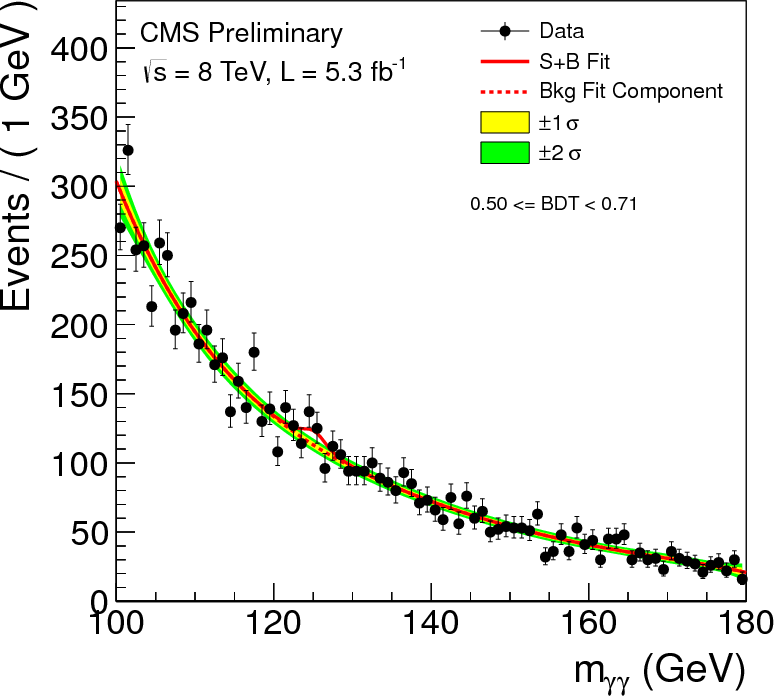 CMS Preliminary
√s = 8 TeV, L = 5.3 fb⁻¹
Data
S+B Fit
Bkg Fit Component
±1 σ
±2 σ
0.50 <= BDT < 0.71
Events / ( 1 GeV)
400
350
300
250
200
150
100
50
0
100 120 140 160 180
mγγ (GeV)